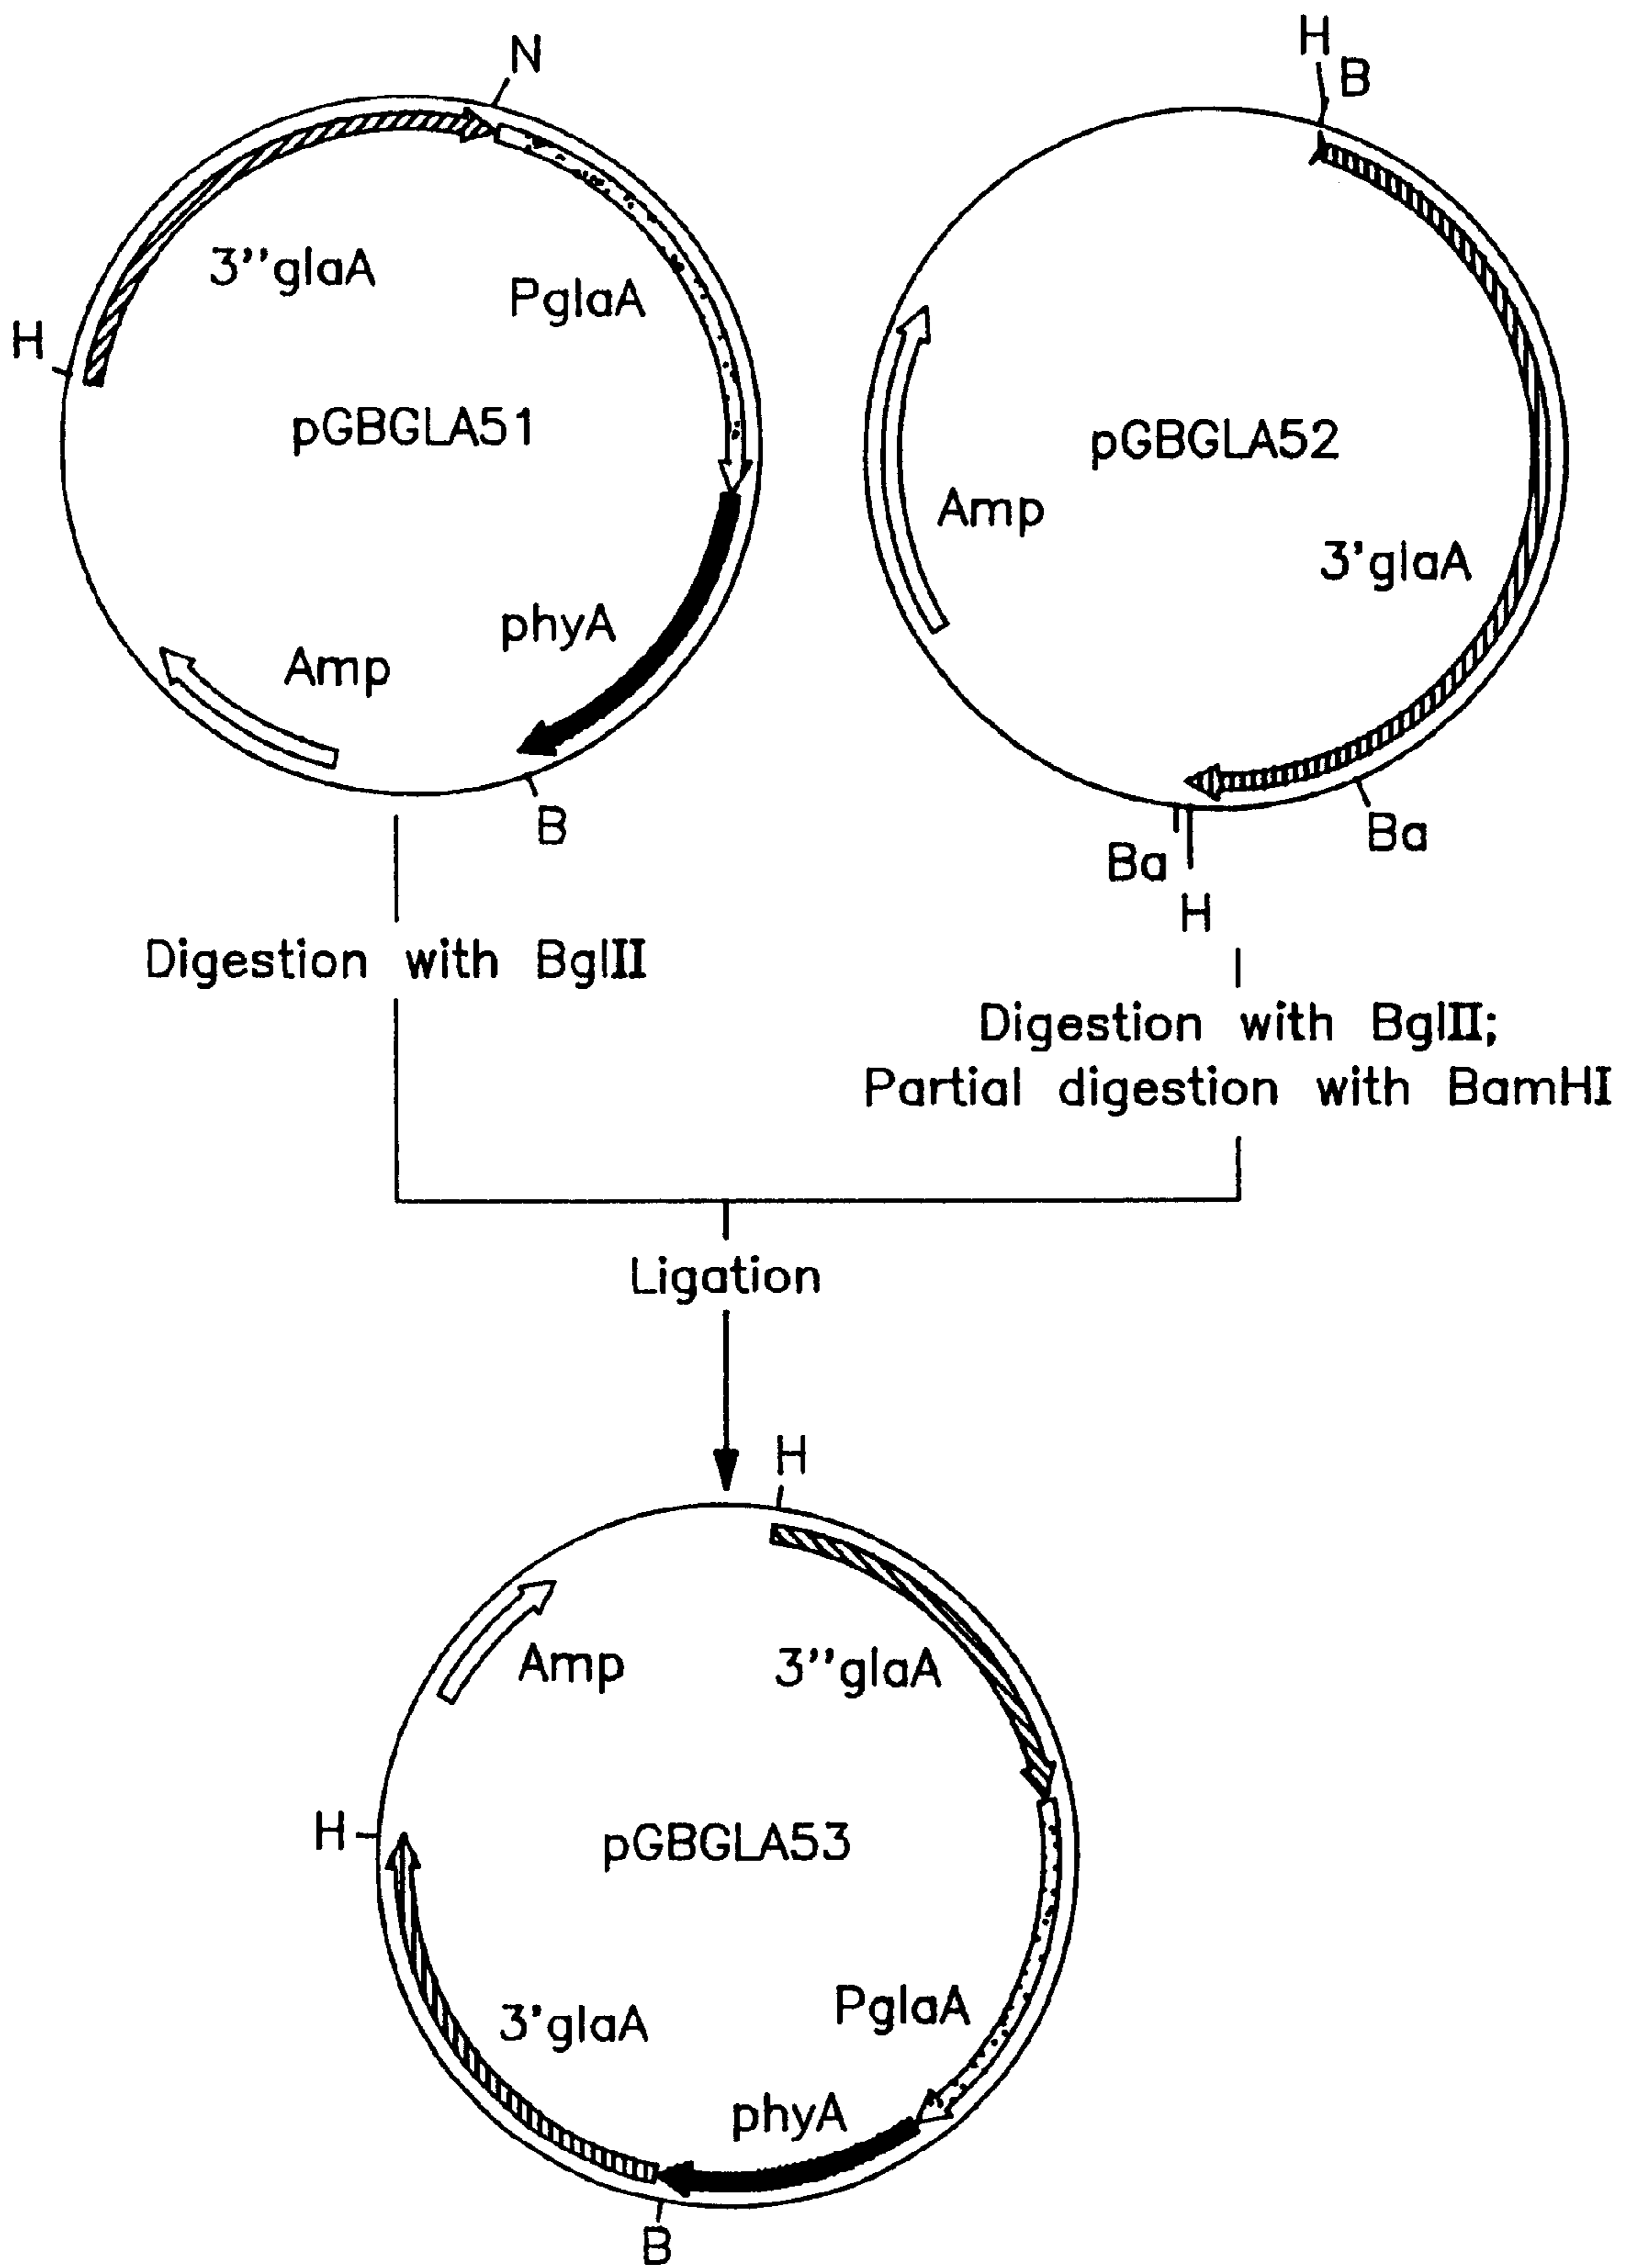 N
3''glaA
PglaA
H
pGBGLA51
phyA
Amp
B
Digestion with BglII
H
B
pGBGLA52
Amp
3'glaA
Ba
Ba
H
Digestion with BglII;
Partial digestion with BamHI
Ligation
H
Amp
3''glaA
H
pGBGLA53
3'glaA
PglaA
phyA
B